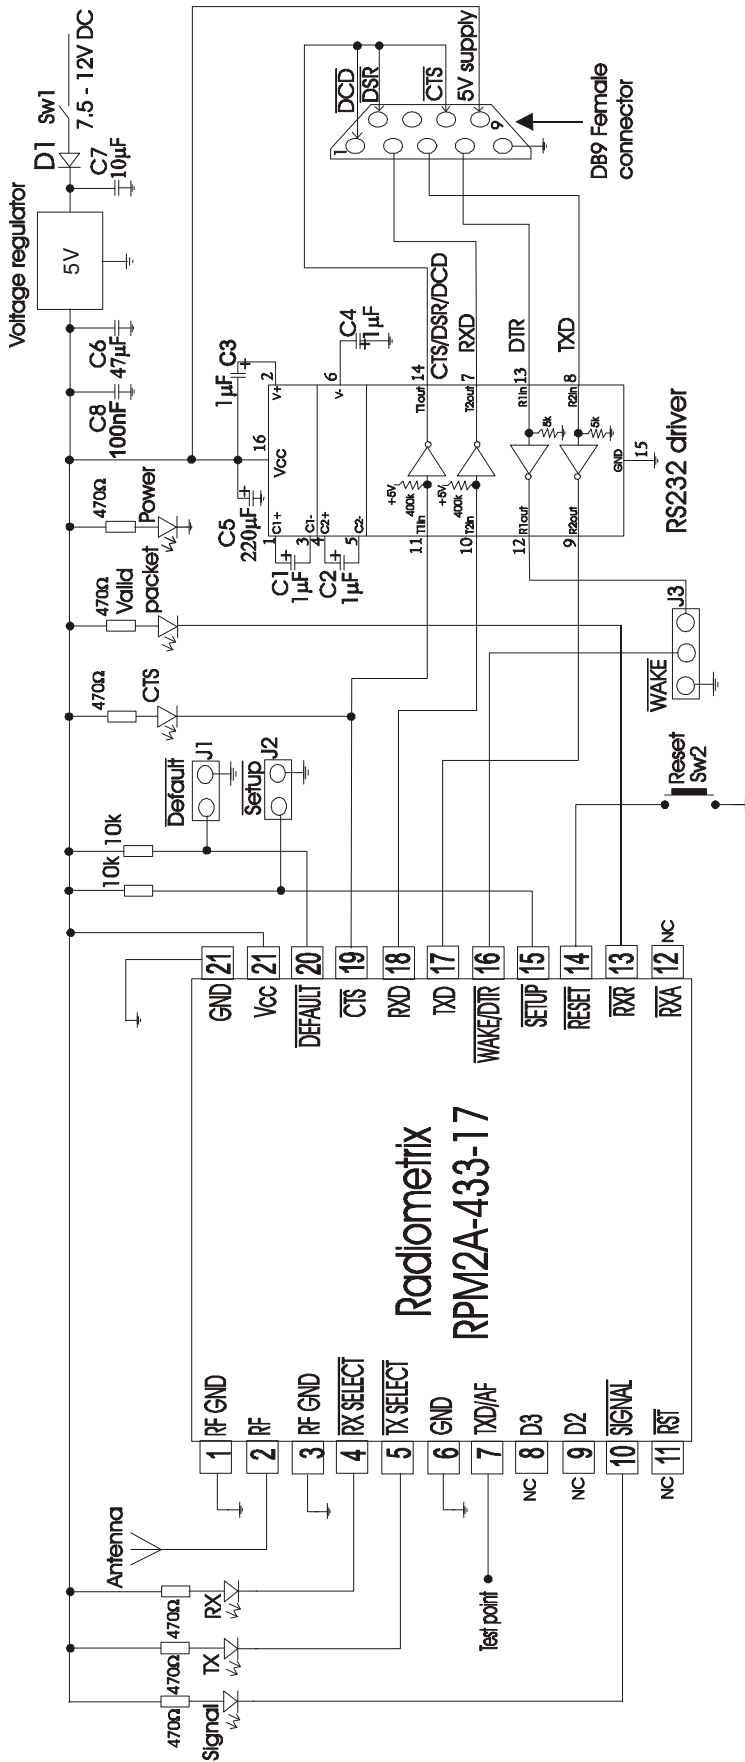 Antenna
470Ω
470Ω
470Ω
RX
TX
Signal
Test point
1
2
3
4
5
6
7
8
9
10
11
NC
NC
NC
RF GND
RF
RF GND
RX SELECT
TX SELECT
GND
TXD/AF
D3
D2
SIGNAL
RST
Radiometrix
RPM2A-433-17
GND
Vcc
DEFAULT
CTS
RXD
TXD
WAKE/DTR
SETUP
RESET
RXR
RXA
21
21
20
19
18
17
16
15
14
13
12
NC
10k
10k
Default
J1
Setup
J2
Reset
Sw2
WAKE
J3
470Ω
CTS
470Ω
Valid
packet
470Ω
Power
C8
100nF
C6
47µF
Voltage regulator
5V
D1
C7
10µF
Sw1
7.5 - 12V DC
C5
220µF
C3
1µF
C1
1µF
C2
1µF
C4
1µF
1
3
4
5
11
10
12
9
C1+
C1-
C2+
C2-
T1in
T2in
R1out
R2out
16
Vcc
+5V
400k
+5V
400k
5k
5k
GND
15
V+
V-
T1out
T2out
R1in
R2in
2
6
14
7
13
8
CTS/DSR/DCD
RXD
DTR
TXD
RS232 driver
DCD
DSR
CTS
5V supply
1
9
DB9 Female
connector